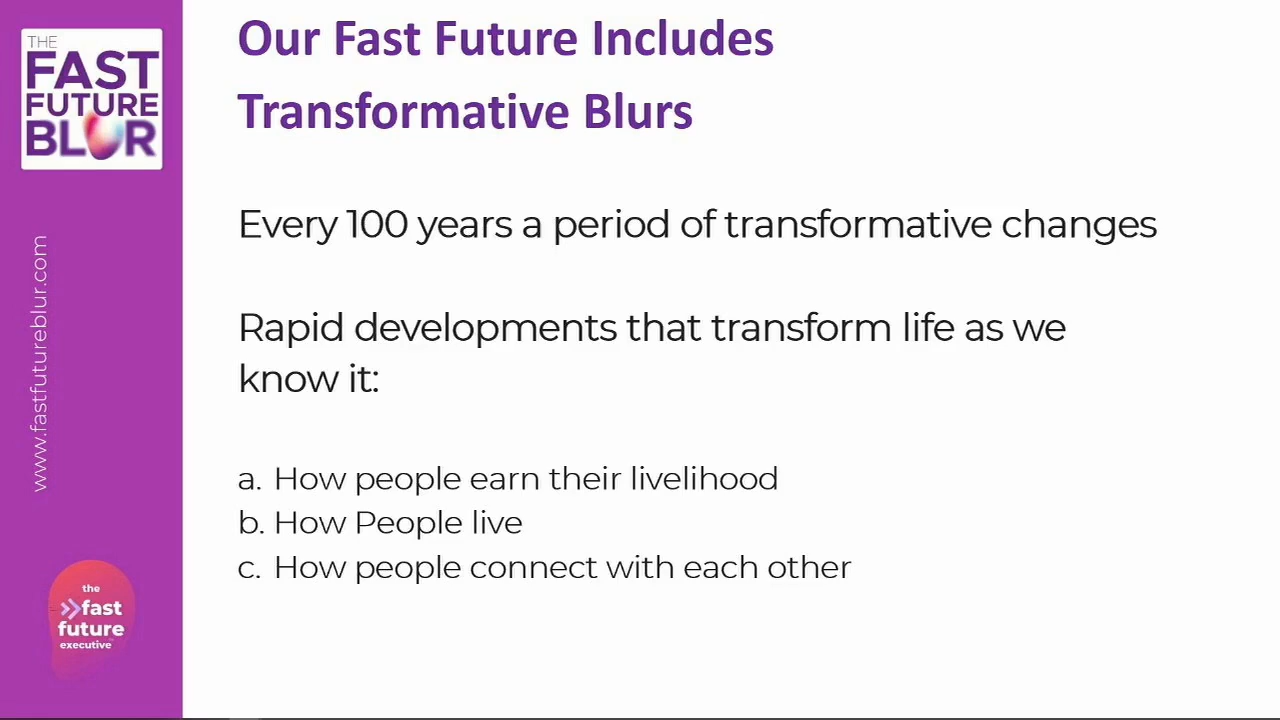 THE
FAST
FUTURE
BLUR
www.fastfutureblur.com
the
fast
future
executive
Our Fast Future Includes
Transformative Blurs
Every 100 years a period of transformative changes
Rapid developments that transform life as we
know it:
a. How people earn their livelihood
b. How People live
c. How people connect with each other